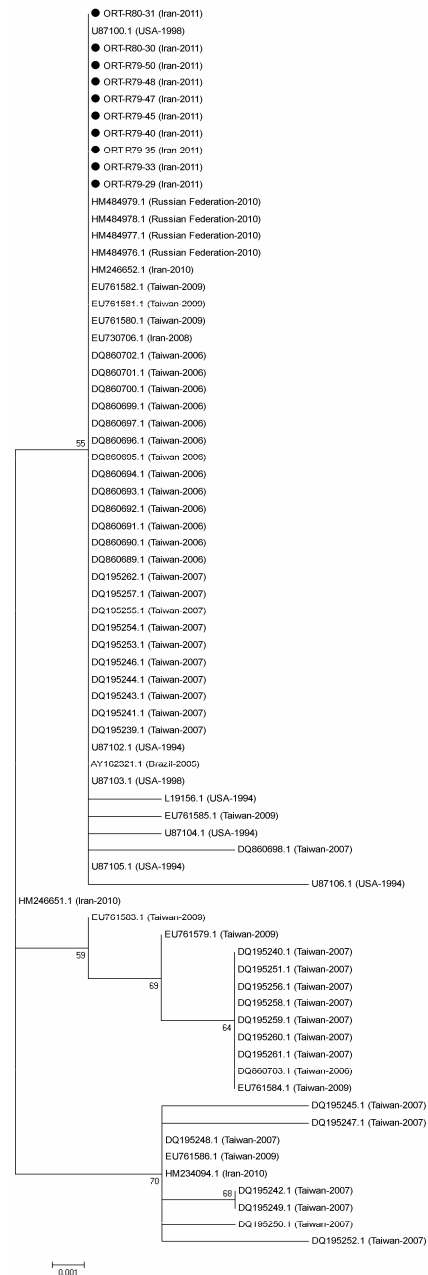 ORT-R80-31 (Iran-2011)
U87100.1 (USA-1998)
ORT-R80-30 (Iran-2011)
ORT-R79-50 (Iran-2011)
ORT-R79-48 (Iran-2011)
ORT-R79-47 (Iran-2011)
ORT-R79-45 (Iran-2011)
ORT-R79-40 (Iran-2011)
ORT-R79-35 (Iran-2011)
ORT-R79-33 (Iran-2011)
ORT-R79-29 (Iran-2011)
HM484979.1 (Russian Federation-2010)
HM484978.1 (Russian Federation-2010)
HM484977.1 (Russian Federation-2010)
HM484976.1 (Russian Federation-2010)
HM246652.1 (Iran-2010)
EU761582.1 (Taiwan-2009)
EU761581.1 (Taiwan-2009)
EU761580.1 (Taiwan-2009)
EU730706.1 (Iran-2008)
DQ860702.1 (Taiwan-2006)
DQ860701.1 (Taiwan-2006)
DQ860700.1 (Taiwan-2006)
DQ860699.1 (Taiwan-2006)
DQ860697.1 (Taiwan-2006)
55 DQ860696.1 (Taiwan-2006)
DQ860695.1 (Taiwan-2006)
DQ860694.1 (Taiwan-2006)
DQ860693.1 (Taiwan-2006)
DQ860692.1 (Taiwan-2006)
DQ860691.1 (Taiwan-2006)
DQ860690.1 (Taiwan-2006)
DQ860689.1 (Taiwan-2006)
DQ195262.1 (Taiwan-2007)
DQ195257.1 (Taiwan-2007)
DQ195255.1 (Taiwan-2007)
DQ195254.1 (Taiwan-2007)
DQ195253.1 (Taiwan-2007)
DQ195246.1 (Taiwan-2007)
DQ195244.1 (Taiwan-2007)
DQ195243.1 (Taiwan-2007)
DQ195241.1 (Taiwan-2007)
DQ195239.1 (Taiwan-2007)
U87102.1 (USA-1994)
AY162321.1 (Brazil-2005)
U87103.1 (USA-1998)
L19156.1 (USA-1994)
EU761585.1 (Taiwan-2009)
U87104.1 (USA-1994)
DQ860698.1 (Taiwan-2007)
U87105.1 (USA-1994)
U87106.1 (USA-1994)
HM246651.1 (Iran-2010)
EU761583.1 (Taiwan-2009)
EU761579.1 (Taiwan-2009)
59
DQ195240.1 (Taiwan-2007)
DQ195251.1 (Taiwan-2007)
69 DQ195256.1 (Taiwan-2007)
DQ195258.1 (Taiwan-2007)
DQ195259.1 (Taiwan-2007)
64 DQ195260.1 (Taiwan-2007)
DQ195261.1 (Taiwan-2007)
DQ860703.1 (Taiwan-2006)
EU761584.1 (Taiwan-2009)
DQ195245.1 (Taiwan-2007)
DQ195247.1 (Taiwan-2007)
DQ195248.1 (Taiwan-2007)
EU761586.1 (Taiwan-2009)
HM234094.1 (Iran-2010)
70
68 DQ195242.1 (Taiwan-2007)
DQ195249.1 (Taiwan-2007)
DQ195250.1 (Taiwan-2007)
DQ195252.1 (Taiwan-2007)
0.001